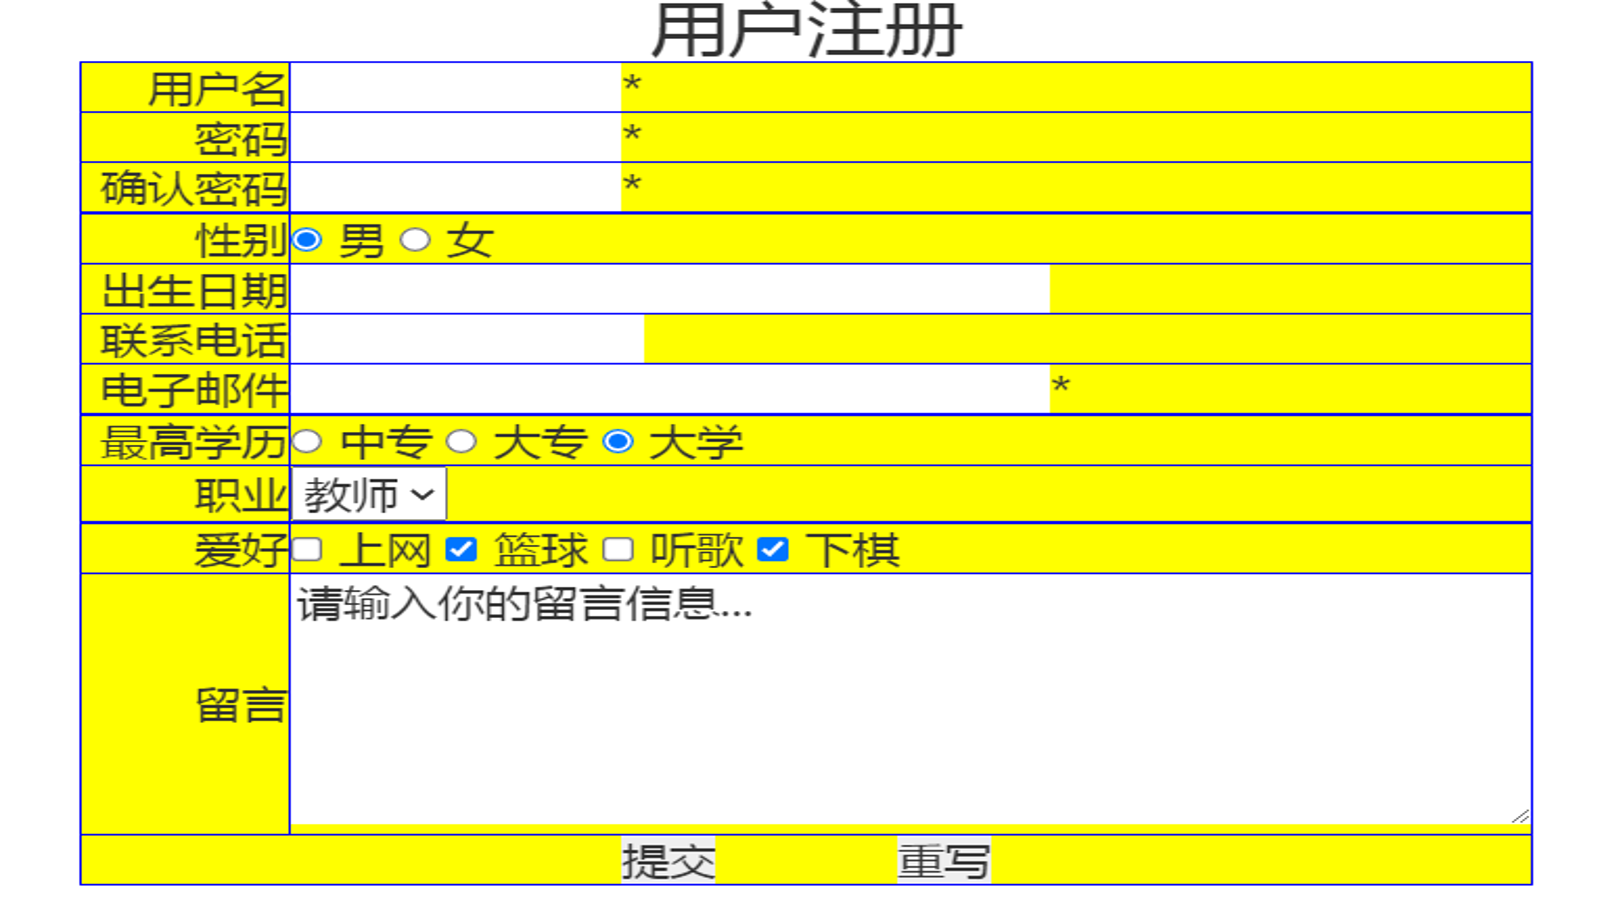 用户注册
用户名 *
密码 *
确认密码 *
性别 男 女
出生日期
联系电话
电子邮件 *
最高学历 中专 大专 大学
职业 教师
爱好 上网 篮球 听歌 下棋
请输入你的留言信息...
留言
提交 重写